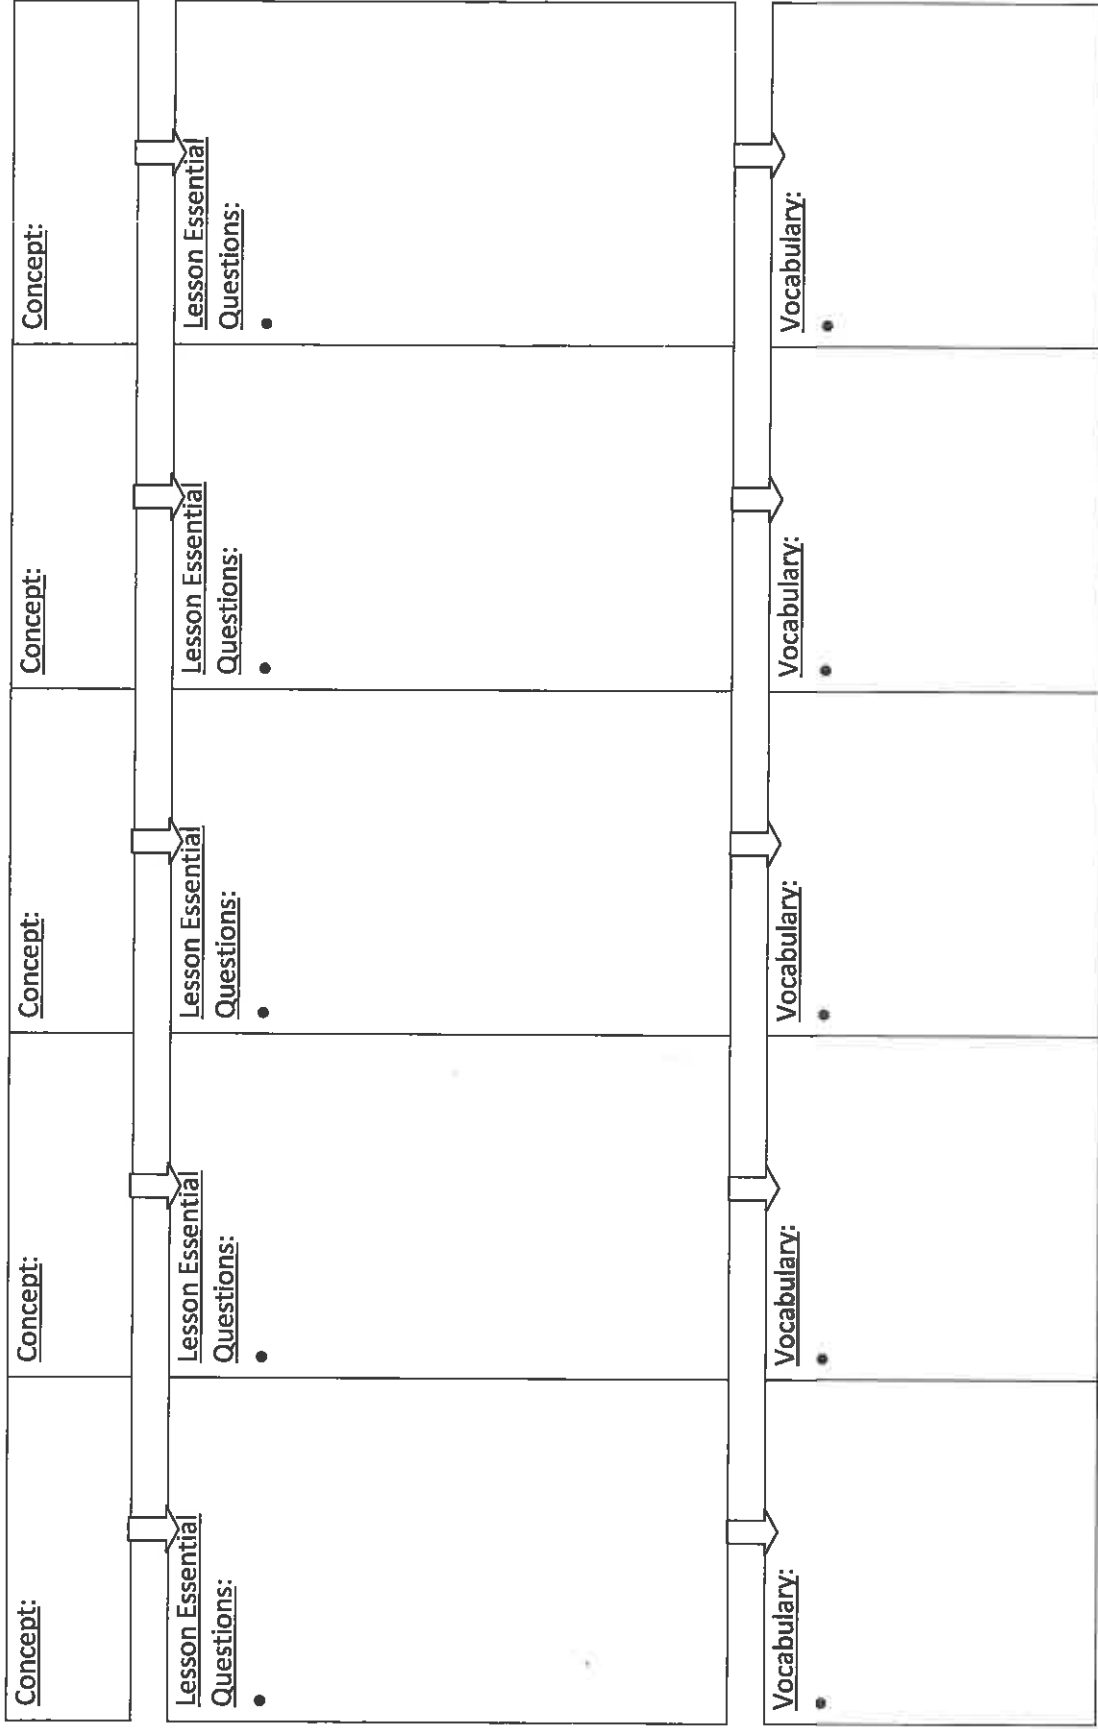 Concept:
Concept:
Concept:
Concept:
Concept:
Lesson Essential
Questions:
•
Lesson Essential
Questions:
•
Lesson Essential
Questions:
•
Lesson Essential
Questions:
•
Lesson Essential
Questions:
•
Vocabulary:
•
Vocabulary:
•
Vocabulary:
•
Vocabulary:
•
Vocabulary:
•